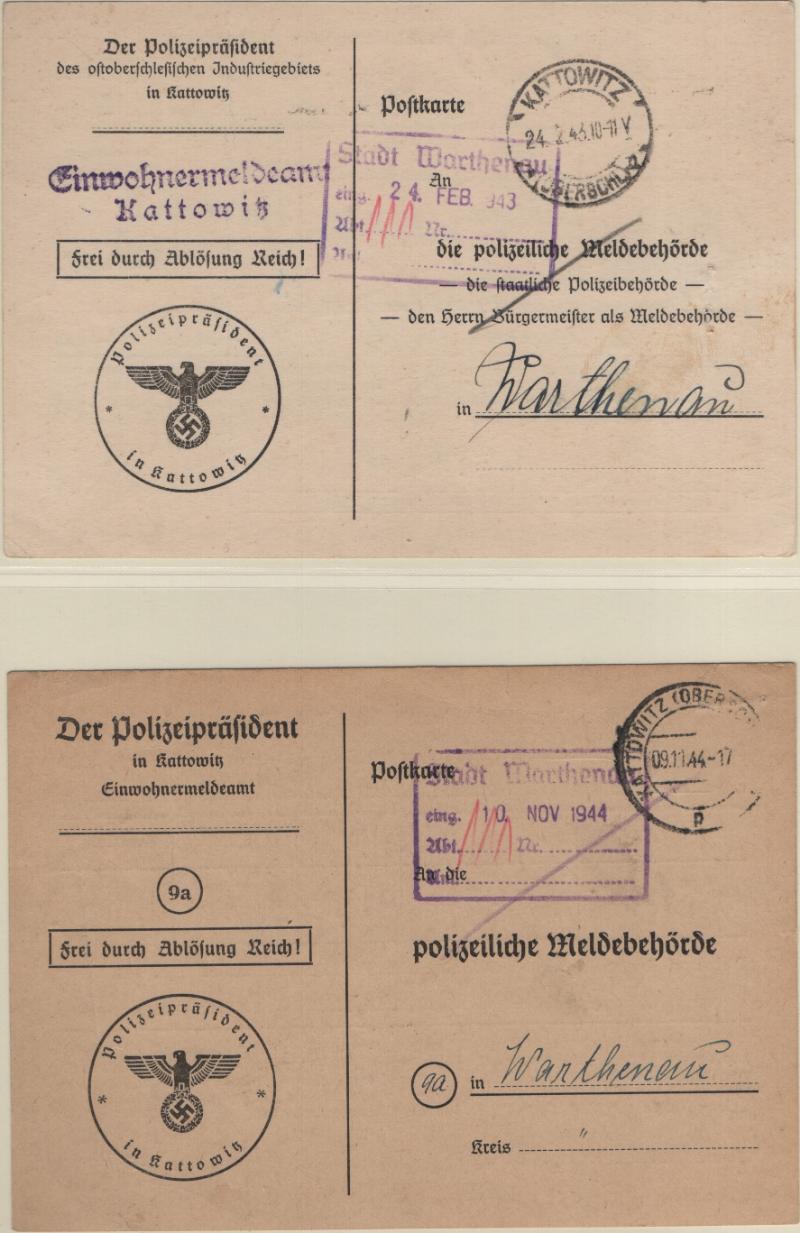 Der Polizeipräsident
des ostoberschlesischen Industriegebiets
in Kattowitz
Einwohnermeldeamt
Kattowitz
Frei durch Ablösung Reich!
Polizeipräsident
* *
in Kattowitz
Postkarte
KATTOWITZ
24.2.43.10-11V
Stadt Warthenau
eing. 24. FEB. 943
Abt. Nr.
An
die polizeiliche Meldebehörde
— die staatliche Polizeibehörde —
— den Herrn Bürgermeister als Meldebehörde —
in Warthenau
Der Polizeipräsident
in Kattowitz
Einwohnermeldeamt
9a
Frei durch Ablösung Reich!
Polizeipräsident
* *
in Kattowitz
Postkarte
KATTOWITZ (OBERSC
09.11.44-17
p
Stadt Warthenau
eing. 10. NOV 1944
Abt. Nr.
An die
polizeiliche Meldebehörde
9a in Warthenau
Kreis "